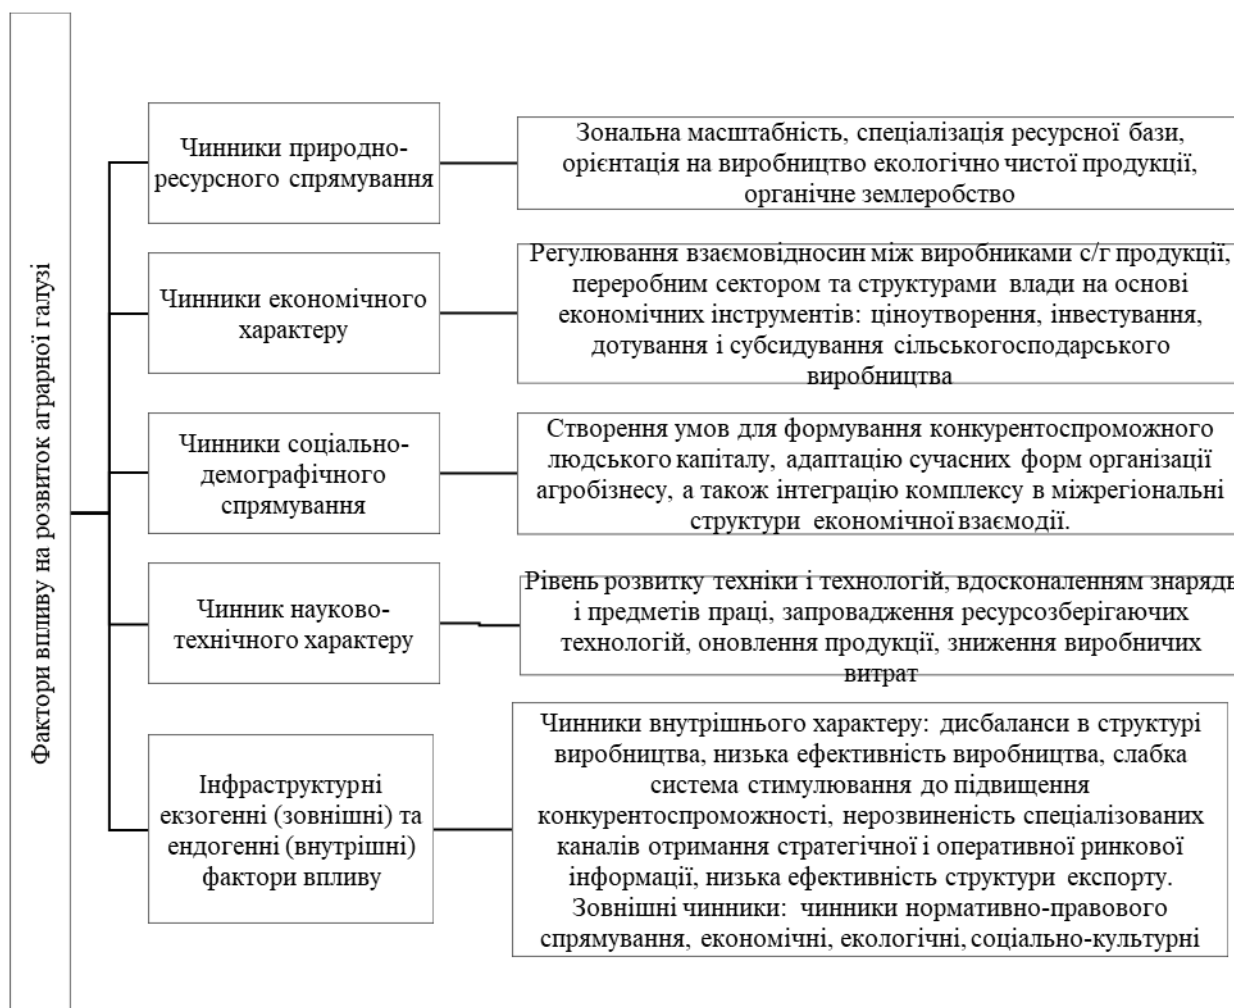 Фактори впливу на розвиток аграрної галузі
Чинники природно-
ресурсного спрямування
Зональна масштабність, спеціалізація ресурсної бази,
орієнтація на виробництво екологічно чистої продукції,
органічне землеробство
Чинники економічного
характеру
Регулювання взаємовідносин між виробниками с/г продукції,
переробним сектором та структурами влади на основі
економічних інструментів: ціноутворення, інвестування,
дотування і субсидування сільськогосподарського
виробництва
Чинники соціально-
демографічного
спрямування
Створення умов для формування конкурентоспроможного
людського капіталу, адаптацію сучасних форм організації
агробізнесу, а також інтеграцію комплексу в міжрегіональні
структури економічної взаємодії.
Чинник науково-
технічного характеру
Рівень розвитку техніки і технологій, вдосконаленням знарядь
і предметів праці, запровадження ресурсозберігаючих
технологій, оновлення продукції, зниження виробничих
витрат
Інфраструктурні
екзогенні (зовнішні) та
ендогенні (внутрішні)
фактори впливу
Чинники внутрішнього характеру: дисбаланси в структурі
виробництва, низька ефективність виробництва, слабка
система стимулювання до підвищення
конкурентоспроможності, нерозвиненість спеціалізованих
каналів отримання стратегічної і оперативної ринкової
інформації, низька ефективність структури експорту.
Зовнішні чинники: чинники нормативно-правового
спрямування, економічні, екологічні, соціально-культурні